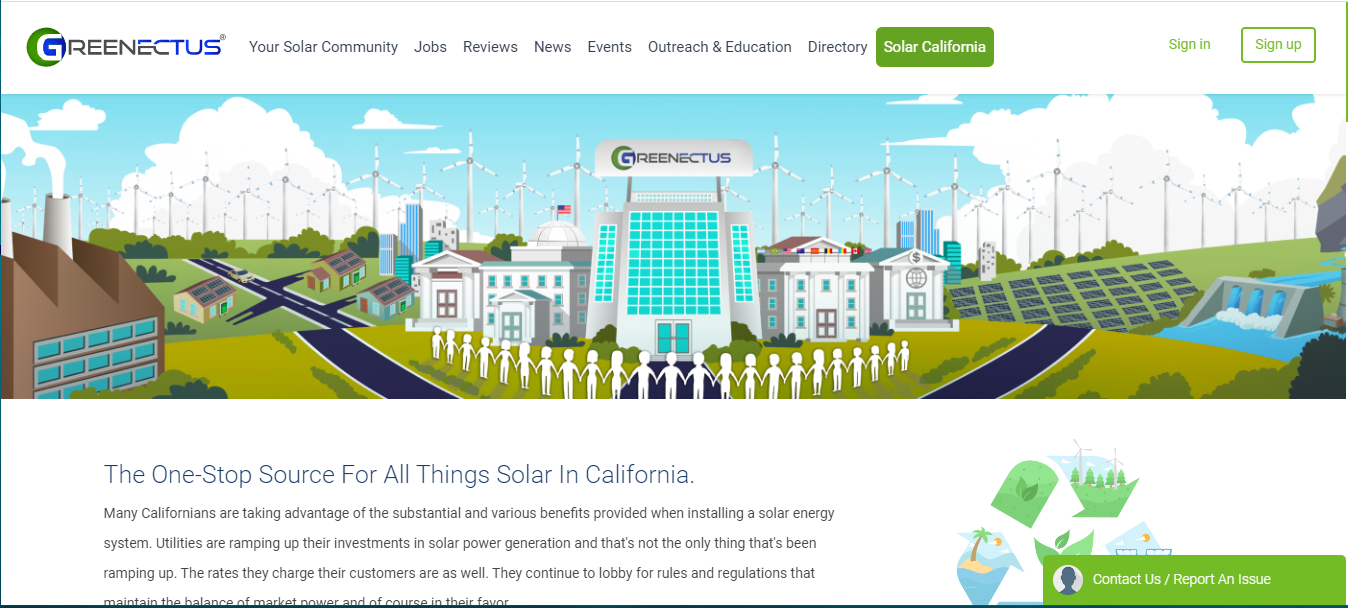 GREENECTUS®
Your Solar Community Jobs Reviews News Events Outreach & Education Directory Solar California Sign in Sign up
GREENECTUS
$
The One-Stop Source For All Things Solar In California.
Many Californians are taking advantage of the substantial and various benefits provided when installing a solar energy
system. Utilities are ramping up their investments in solar power generation and that's not the only thing that's been
ramping up. The rates they charge their customers are as well. They continue to lobby for rules and regulations that
maintain the balance of market power and of course in their favor.
Contact Us / Report An Issue